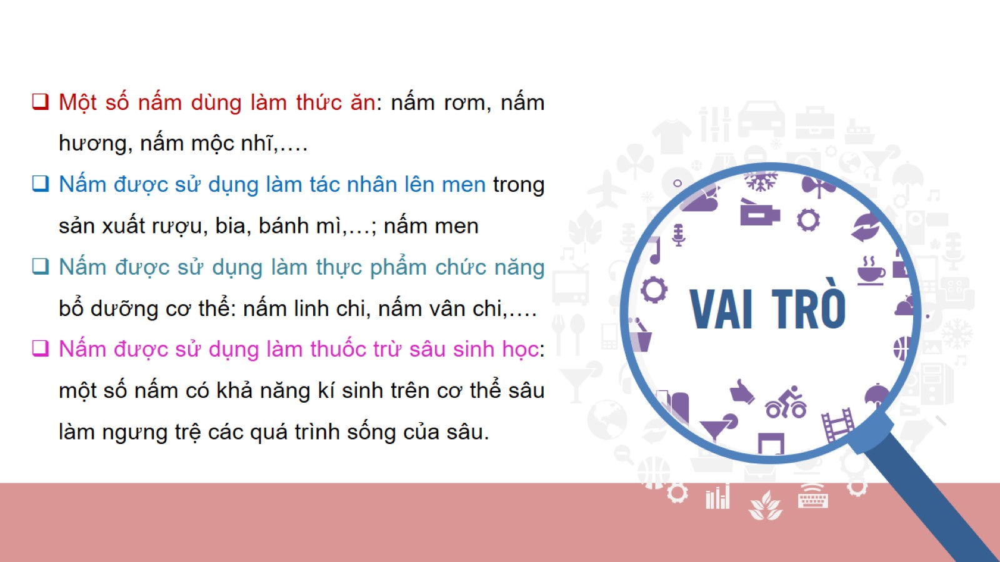 Một số nấm dùng làm thức ăn: nấm rơm, nấm
hương, nấm mộc nhĩ,….
Nấm được sử dụng làm tác nhân lên men trong
sản xuất rượu, bia, bánh mì,…; nấm men
Nấm được sử dụng làm thực phẩm chức năng
bổ dưỡng cơ thể: nấm linh chi, nấm vân chi,….
Nấm được sử dụng làm thuốc trừ sâu sinh học:
một số nấm có khả năng kí sinh trên cơ thể sâu
làm ngưng trệ các quá trình sống của sâu.
VAI TRÒ